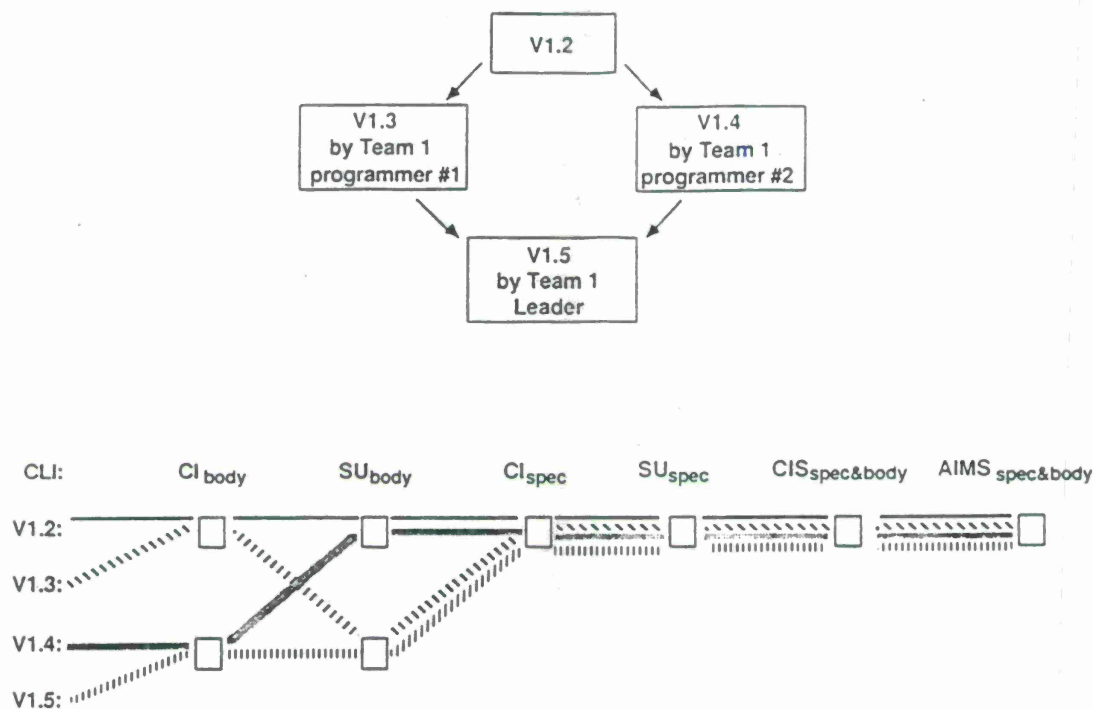 V1.2
V1.3
by Team 1
programmer #1
V1.4
by Team 1
programmer #2
V1.5
by Team 1
Leader
CLI: CI body SU body CI spec SU spec CIS spec&body AIMS spec&body
V1.2:
V1.3:
V1.4:
V1.5: